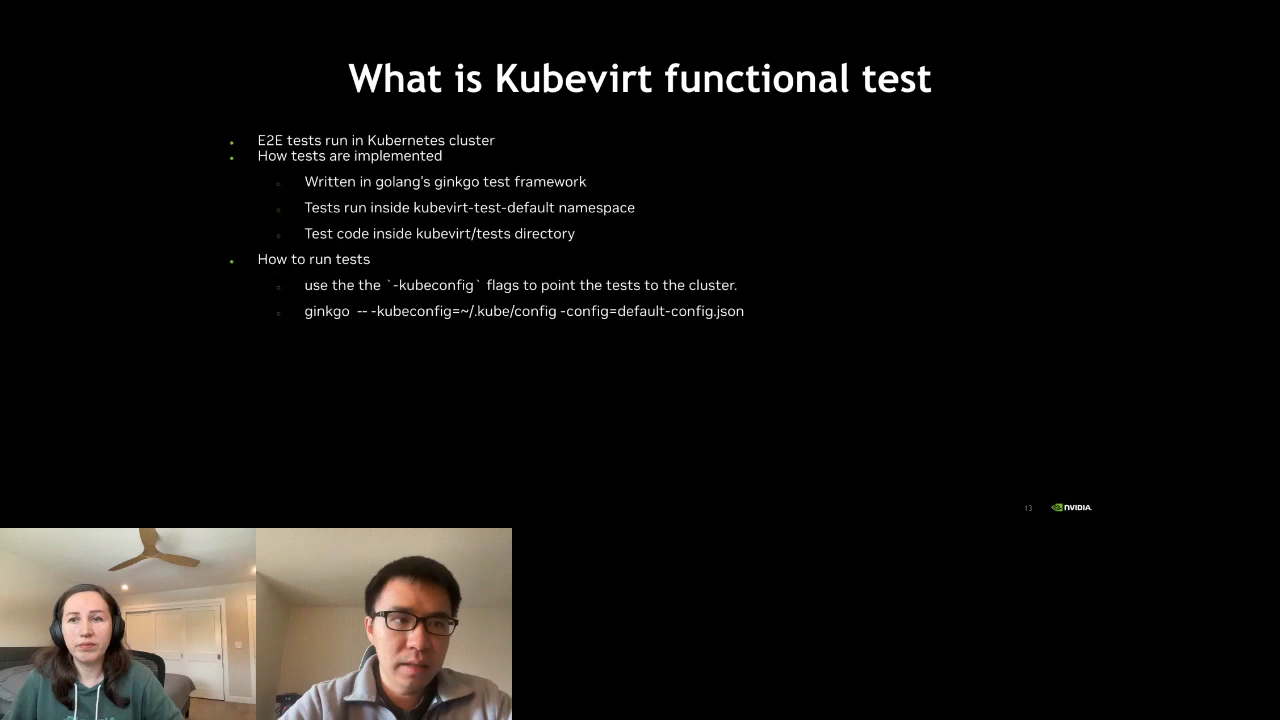 What is Kubevirt functional test
E2E tests run in Kubernetes cluster
How tests are implemented
Written in golang's ginkgo test framework
Tests run inside kubevirt-test-default namespace
Test code inside kubevirt/tests directory
How to run tests
use the the `-kubeconfig` flags to point the tests to the cluster.
ginkgo -- -kubeconfig=~/.kube/config -config=default-config.json
13
NVIDIA.